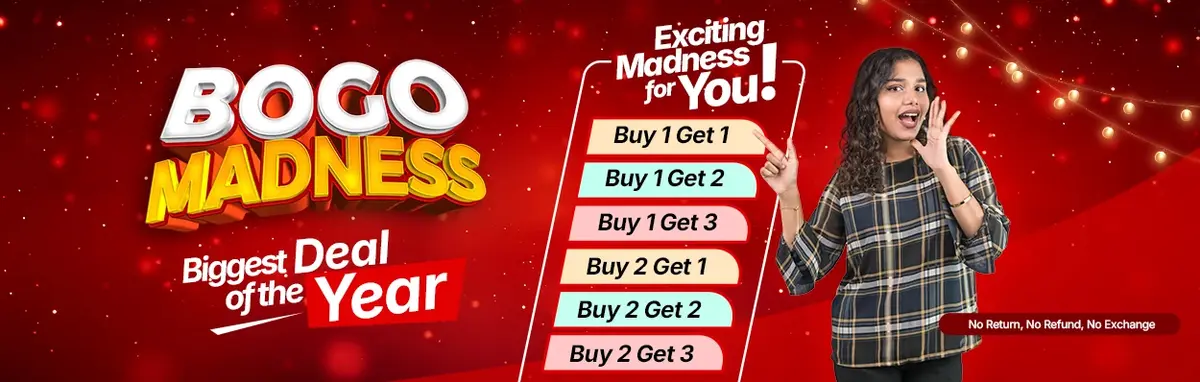 BOGO
MADNESS
Biggest Deal
of the Year
Exciting
Madness
for You!
Buy 1 Get 1
Buy 1 Get 2
Buy 1 Get 3
Buy 2 Get 1
Buy 2 Get 2
Buy 2 Get 3
No Return, No Refund, No Exchange